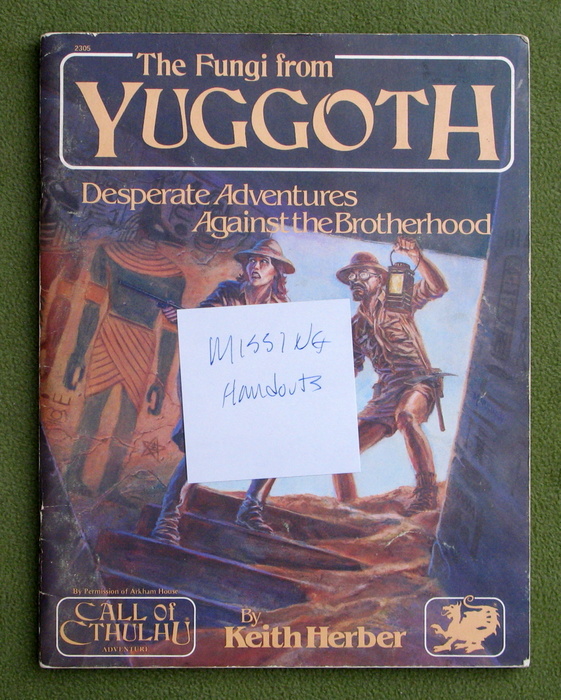 2305
The Fungi from
YUGGOTH
Desperate Adventures
Against the Brotherhood
MISSING
Handouts
By Permission of Arkham House
CALL of
CTHULHU
ADVENTURE
By
Keith Herber